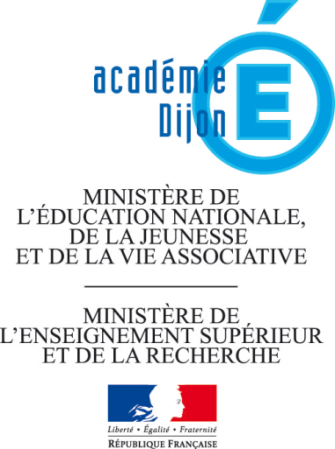 académie
Dijon
É
MINISTÈRE DE
L'ÉDUCATION NATIONALE,
DE LA JEUNESSE
ET DE LA VIE ASSOCIATIVE
MINISTÈRE DE
L'ENSEIGNEMENT SUPÉRIEUR
ET DE LA RECHERCHE
Liberté • Égalité • Fraternité
RÉPUBLIQUE FRANÇAISE